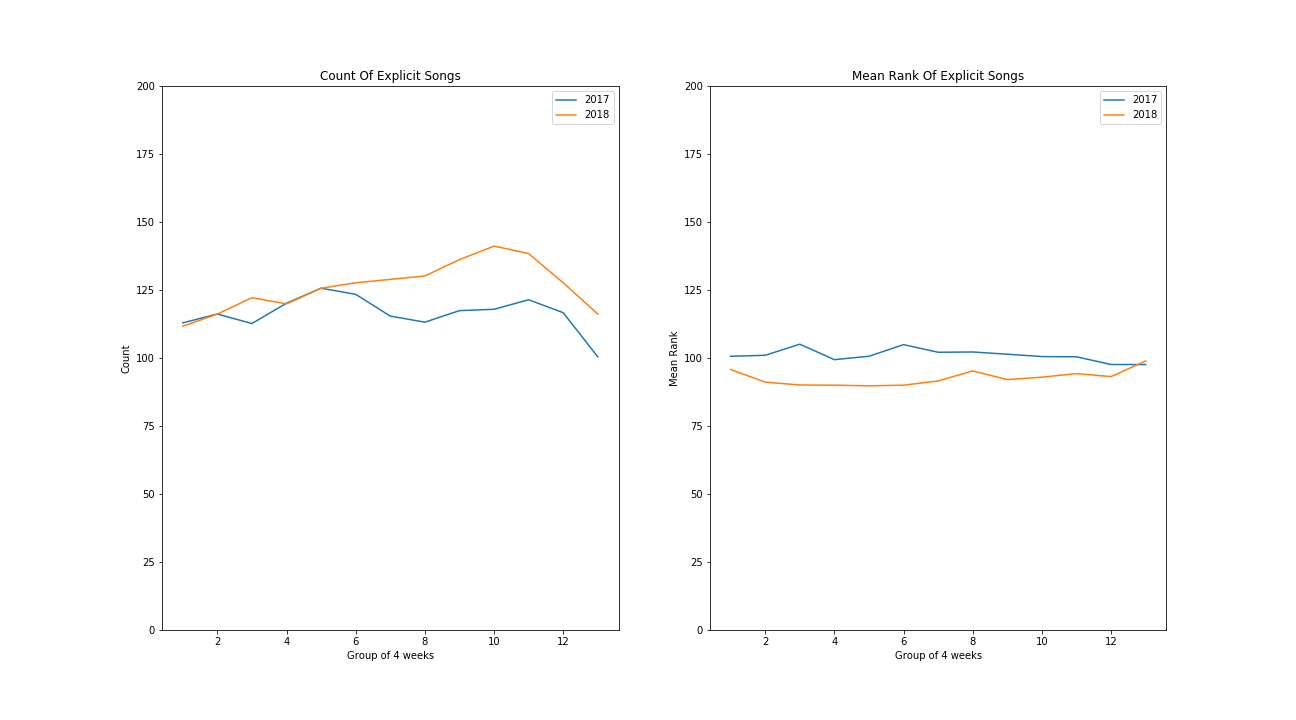 Count Of Explicit Songs
200
175
150
125
100
75
50
25
0
Count
2 4 6 8 10 12
Group of 4 weeks
2017
2018
Mean Rank Of Explicit Songs
200
175
150
125
100
75
50
25
0
Mean Rank
2 4 6 8 10 12
Group of 4 weeks
2017
2018